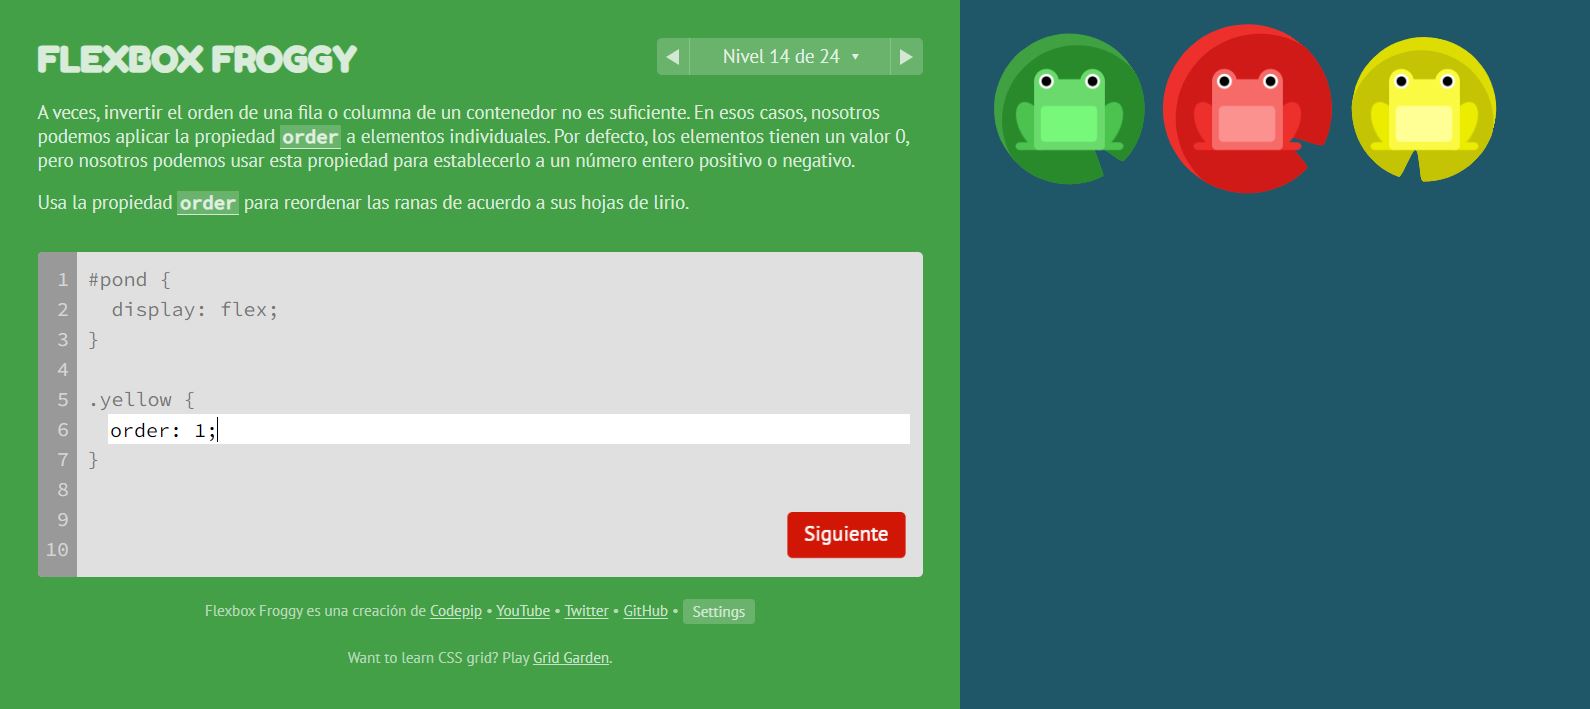 FLEXBOX FROGGY
Nivel 14 de 24
A veces, invertir el orden de una fila o columna de un contenedor no es suficiente. En esos casos, nosotros
podemos aplicar la propiedad order a elementos individuales. Por defecto, los elementos tienen un valor 0,
pero nosotros podemos usar esta propiedad para establecerlo a un número entero positivo o negativo.
Usa la propiedad order para reordenar las ranas de acuerdo a sus hojas de lirio.
1 #pond {
2 display: flex;
3 }
4
5 .yellow {
6 order: 1;
7 }
8
9
10
Siguiente
Flexbox Froggy es una creación de Codepip • YouTube • Twitter • GitHub • Settings
Want to learn CSS grid? Play Grid Garden.